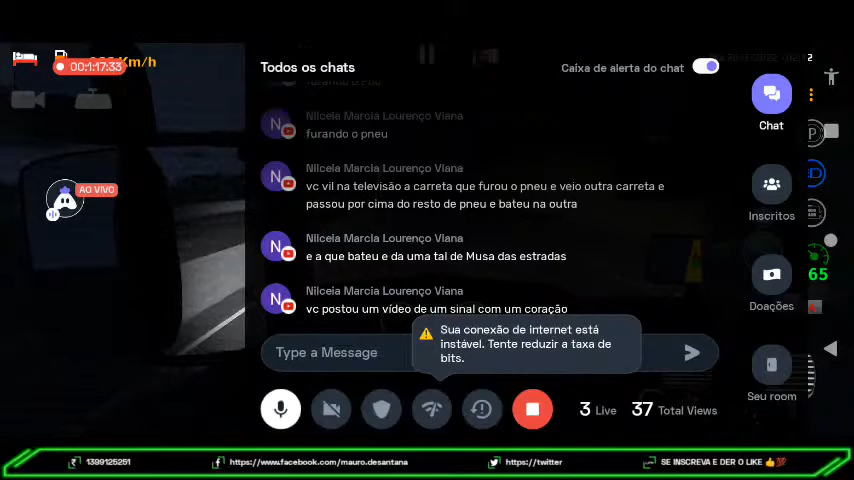 Km/h
00:1:17:33
Todos os chats
Caixa de alerta do chat
Chat
Nilceia Marcia Lourenço Viana
furando o pneu
Nilceia Marcia Lourenço Viana
vc vil na televisão a carreta que furou o pneu e veio outra carreta e
passou por cima do resto de pneu e bateu na outra
AO VIVO
Inscritos
Nilceia Marcia Lourenço Viana
e a que bateu e da uma tal de Musa das estradas
65
Nilceia Marcia Lourenço Viana
vc postou um vídeo de um sinal com um coração
Doações
Sua conexão de internet está
instável. Tente reduzir a taxa de
bits.
Type a Message
Seu room
3 Live 37 Total Views
1399125251
https://www.facebook.com/mauro.desantana
https://twitter
SE INSCREVA E DER O LIKE 👍💯